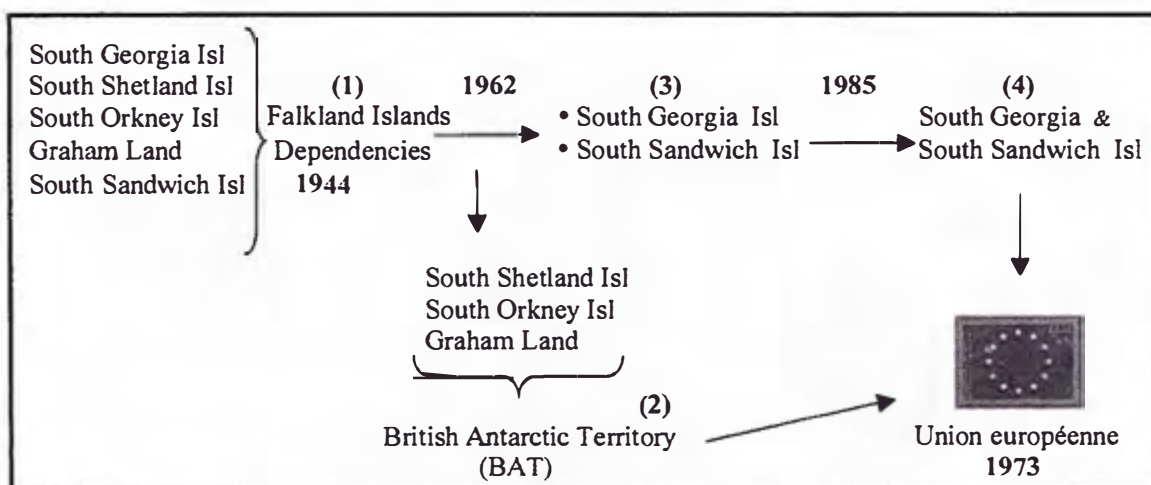 South Georgia Isl
South Shetland Isl
South Orkney Isl
Graham Land
South Sandwich Isl
(1)
Falkland Islands
Dependencies
1944
1962
(3)
• South Georgia Isl
• South Sandwich Isl
1985
(4)
South Georgia &
South Sandwich Isl
South Shetland Isl
South Orkney Isl
Graham Land
(2)
British Antarctic Territory
(BAT)
Union européenne
1973